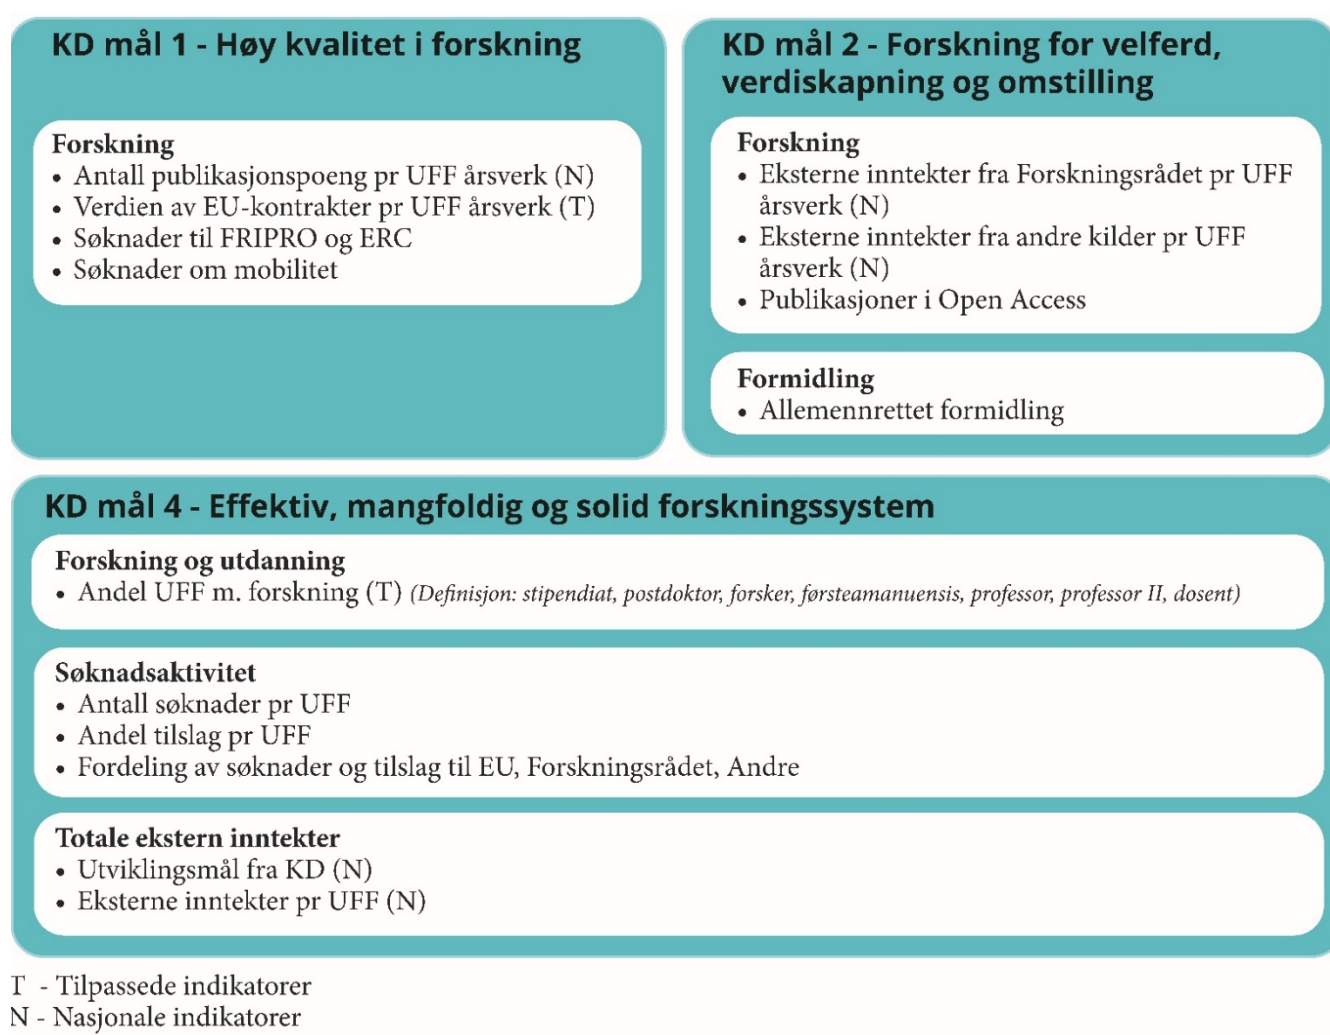 KD mål 1 - Høy kvalitet i forskning
Forskning
• Antall publikasjonspoeng pr UFF årsverk (N)
• Verdien av EU-kontrakter pr UFF årsverk (T)
• Søknader til FRIPRO og ERC
• Søknader om mobilitet
KD mål 2 - Forskning for velferd,
verdiskapning og omstilling
Forskning
• Eksterne inntekter fra Forskningsrådet pr UFF
årsverk (N)
• Eksterne inntekter fra andre kilder pr UFF
årsverk (N)
• Publikasjoner i Open Access
Formidling
• Allemennrettet formidling
KD mål 4 - Effektiv, mangfoldig og solid forskningssystem
Forskning og utdanning
• Andel UFF m. forskning (T) (Definisjon: stipendiat, postdoktor, forsker, førsteamanuensis, professor, professor II, dosent)
Søknadsaktivitet
• Antall søknader pr UFF
• Andel tilslag pr UFF
• Fordeling av søknader og tilslag til EU, Forskningsrådet, Andre
Totale ekstern inntekter
• Utviklingsmål fra KD (N)
• Eksterne inntekter pr UFF (N)
T - Tilpassede indikatorer
N - Nasjonale indikatorer